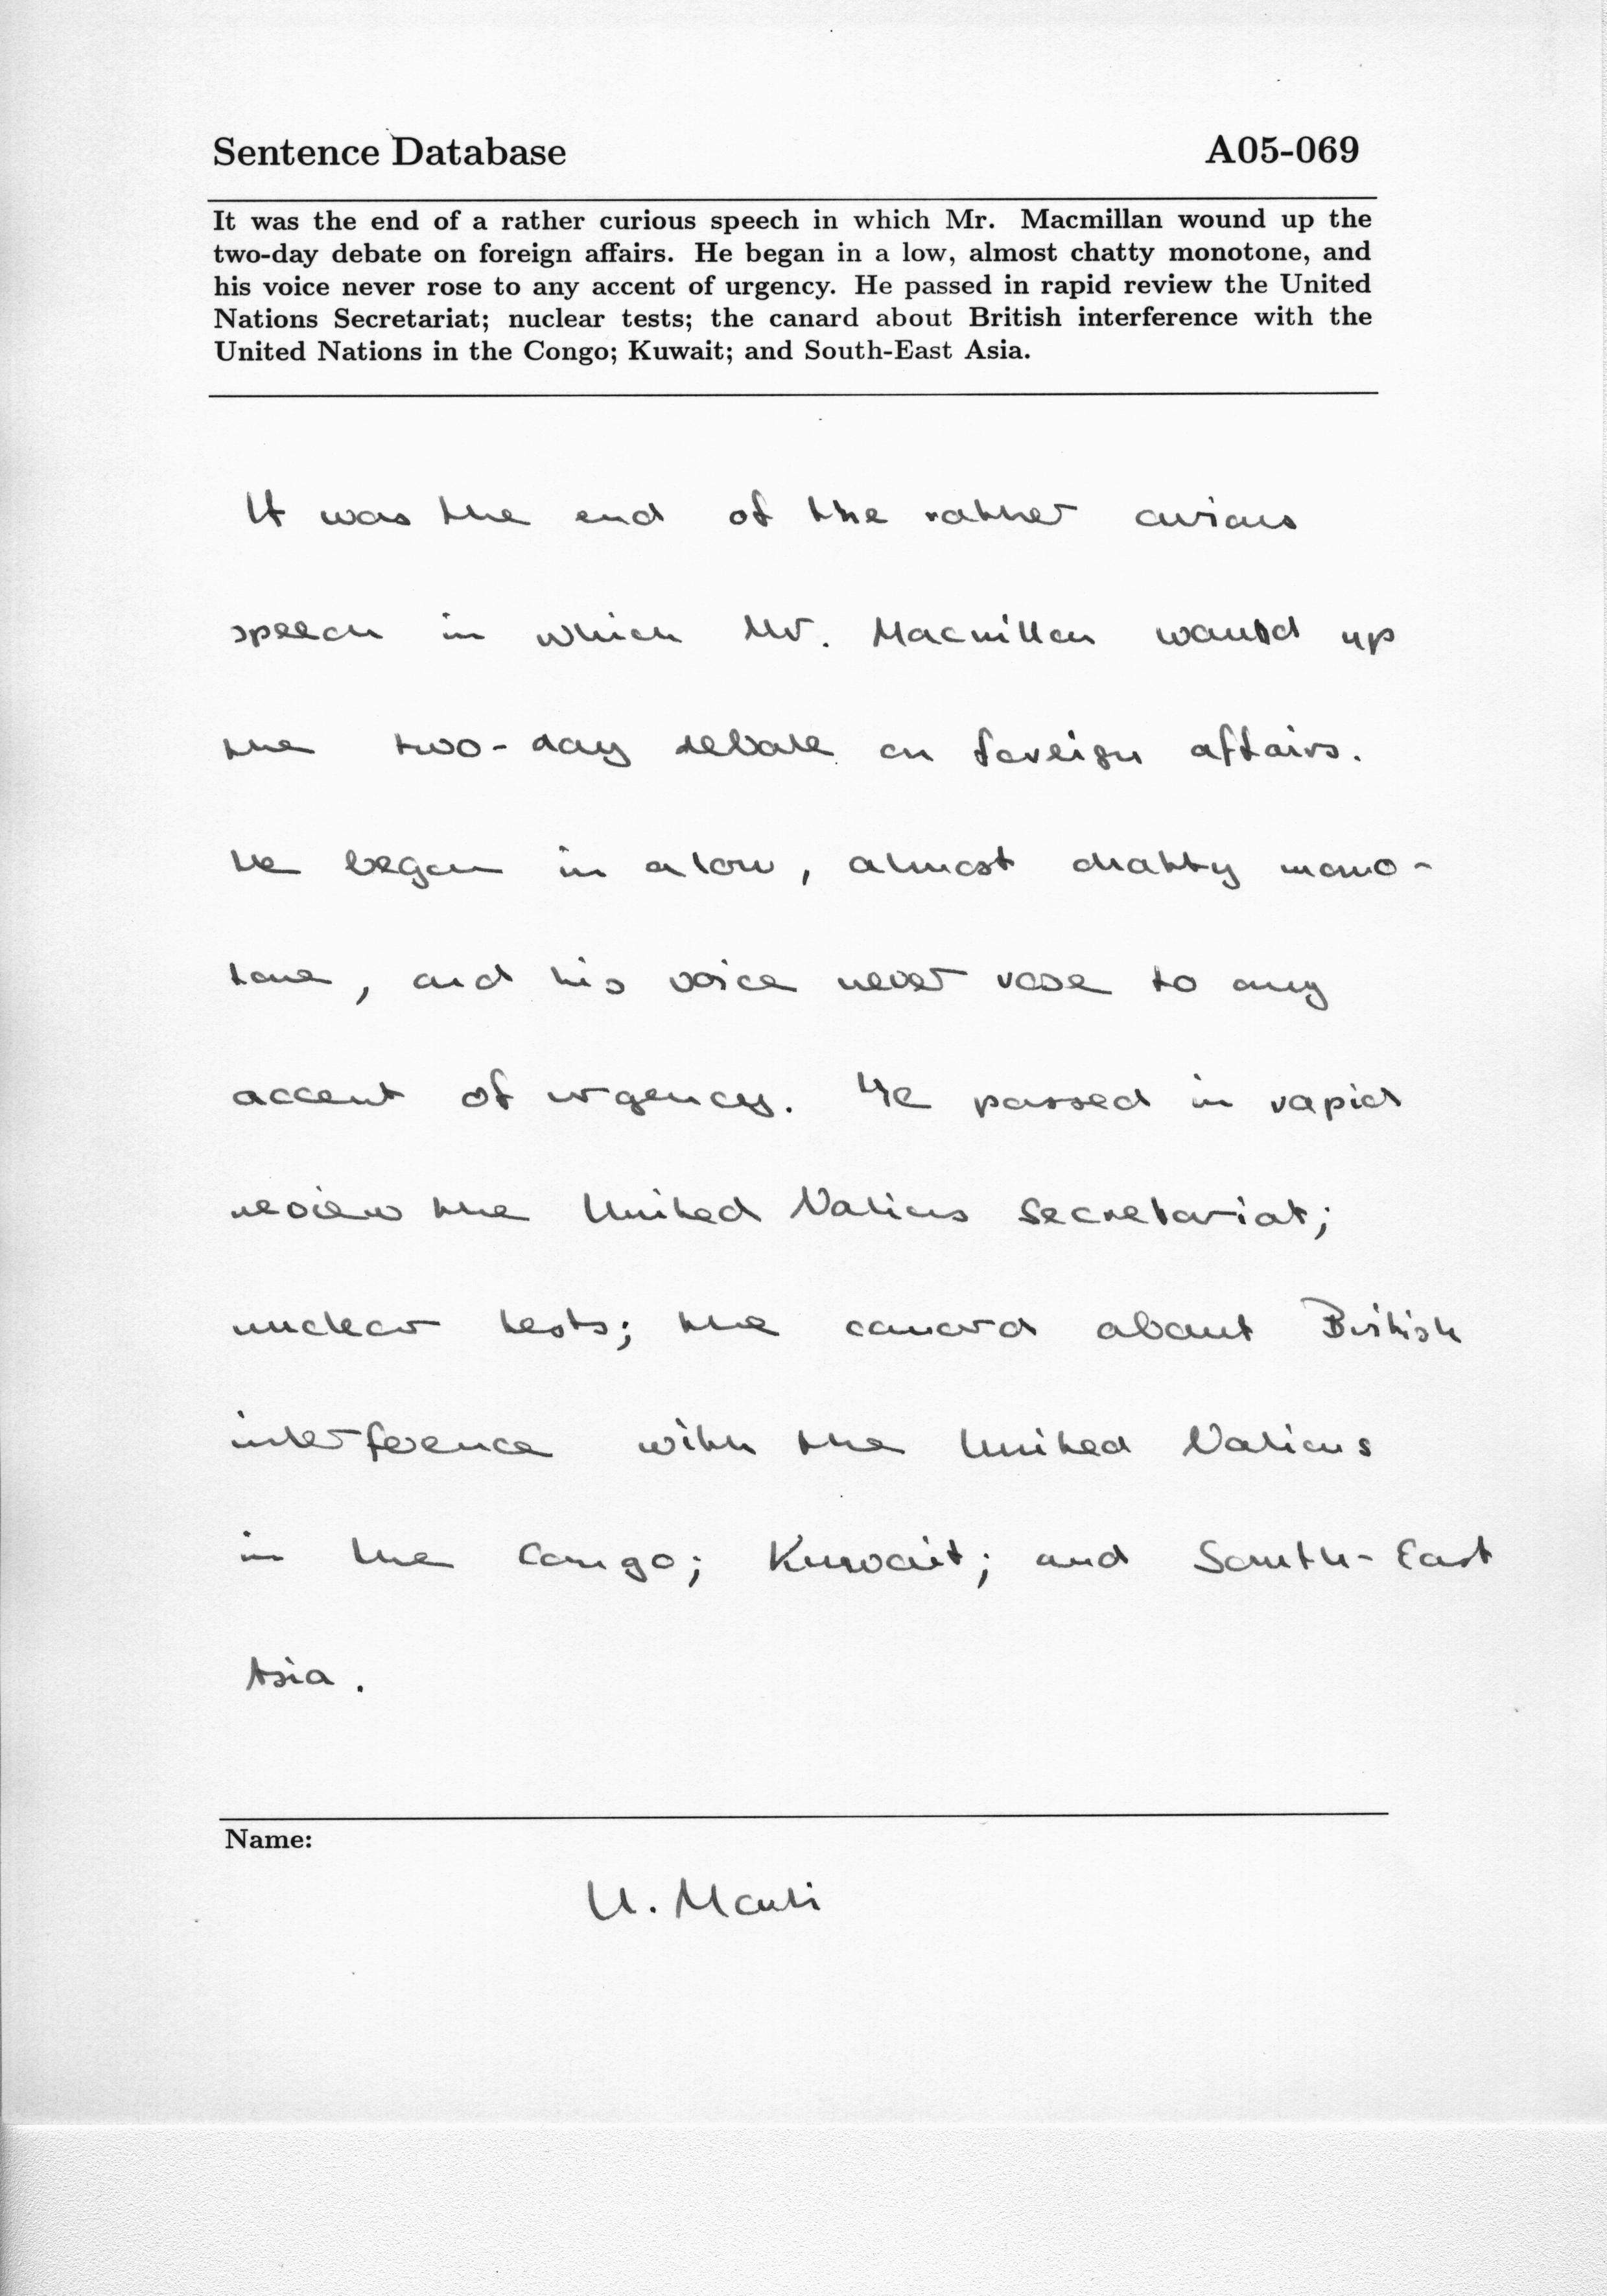 Sentence Database A05-069
It was the end of a rather curious speech in which Mr. Macmillan wound up the
two-day debate on foreign affairs. He began in a low, almost chatty monotone, and
his voice never rose to any accent of urgency. He passed in rapid review the United
Nations Secretariat; nuclear tests; the canard about British interference with the
United Nations in the Congo; Kuwait; and South-East Asia.
It was the end of the rather curious
speech in which Mr. Macmillan wound up
the two-day debate on foreign affairs.
He began in a low, almost chatty mono-
tone, and his voice never rose to any
accent of urgency. He passed in rapid
review the United Nations Secretariat;
nuclear tests; the canard about British
interference with the United Nations
in the Congo; Kuwait; and South-East
Asia.
Name:
U.